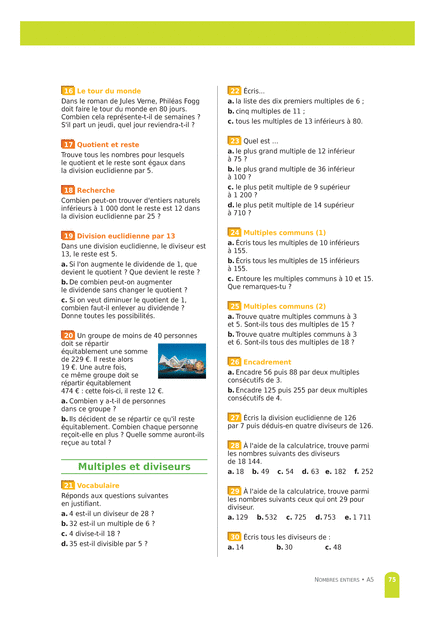 16 Le tour du monde
Dans le roman de Jules Verne, Philéas Fogg
doit faire le tour du monde en 80 jours.
Combien cela représente-t-il de semaines ?
S'il part un jeudi, quel jour reviendra-t-il ?
17 Quotient et reste
Trouve tous les nombres pour lesquels
le quotient et le reste sont égaux dans
la division euclidienne par 5.
18 Recherche
Combien peut-on trouver d'entiers naturels
inférieurs à 1 000 dont le reste est 12 dans
la division euclidienne par 25 ?
19 Division euclidienne par 13
Dans une division euclidienne, le diviseur est
13, le reste est 5.
a. Si l'on augmente le dividende de 1, que
devient le quotient ? Que devient le reste ?
b. De combien peut-on augmenter
le dividende sans changer le quotient ?
c. Si on veut diminuer le quotient de 1,
combien faut-il enlever au dividende ?
Donne toutes les possibilités.
20 Un groupe de moins de 40 personnes
doit se répartir
équitablement une somme
de 229 €. Il reste alors
19 €. Une autre fois,
ce même groupe doit se
répartir équitablement
474 € : cette fois-ci, il reste 12 €.
a. Combien y a-t-il de personnes
dans ce groupe ?
b. Ils décident de se répartir ce qu'il reste
équitablement. Combien chaque personne
reçoit-elle en plus ? Quelle somme auront-ils
reçue au total ?
Multiples et diviseurs
21 Vocabulaire
Réponds aux questions suivantes
en justifiant.
a. 4 est-il un diviseur de 28 ?
b. 32 est-il un multiple de 6 ?
c. 4 divise-t-il 18 ?
d. 35 est-il divisible par 5 ?
22 Écris...
a. la liste des dix premiers multiples de 6 ;
b. cinq multiples de 11 ;
c. tous les multiples de 13 inférieurs à 80.
23 Quel est ...
a. le plus grand multiple de 12 inférieur
à 75 ?
b. le plus grand multiple de 36 inférieur
à 100 ?
c. le plus petit multiple de 9 supérieur
à 1 200 ?
d. le plus petit multiple de 14 supérieur
à 710 ?
24 Multiples communs (1)
a. Écris tous les multiples de 10 inférieurs
à 155.
b. Écris tous les multiples de 15 inférieurs
à 155.
c. Entoure les multiples communs à 10 et 15.
Que remarques-tu ?
25 Multiples communs (2)
a. Trouve quatre multiples communs à 3
et 5. Sont-ils tous des multiples de 15 ?
b. Trouve quatre multiples communs à 3
et 6. Sont-ils tous des multiples de 18 ?
26 Encadrement
a. Encadre 56 puis 88 par deux multiples
consécutifs de 3.
b. Encadre 125 puis 255 par deux multiples
consécutifs de 4.
27 Écris la division euclidienne de 126
par 7 puis déduis-en quatre diviseurs de 126.
28 À l'aide de la calculatrice, trouve parmi
les nombres suivants des diviseurs
de 18 144.
a. 18 b. 49 c. 54 d. 63 e. 182 f. 252
29 À l'aide de la calculatrice, trouve parmi
les nombres suivants ceux qui ont 29 pour
diviseur.
a. 129 b. 532 c. 725 d. 753 e. 1 711
30 Écris tous les diviseurs de :
a. 14 b. 30 c. 48
NOMBRES ENTIERS • A5 75